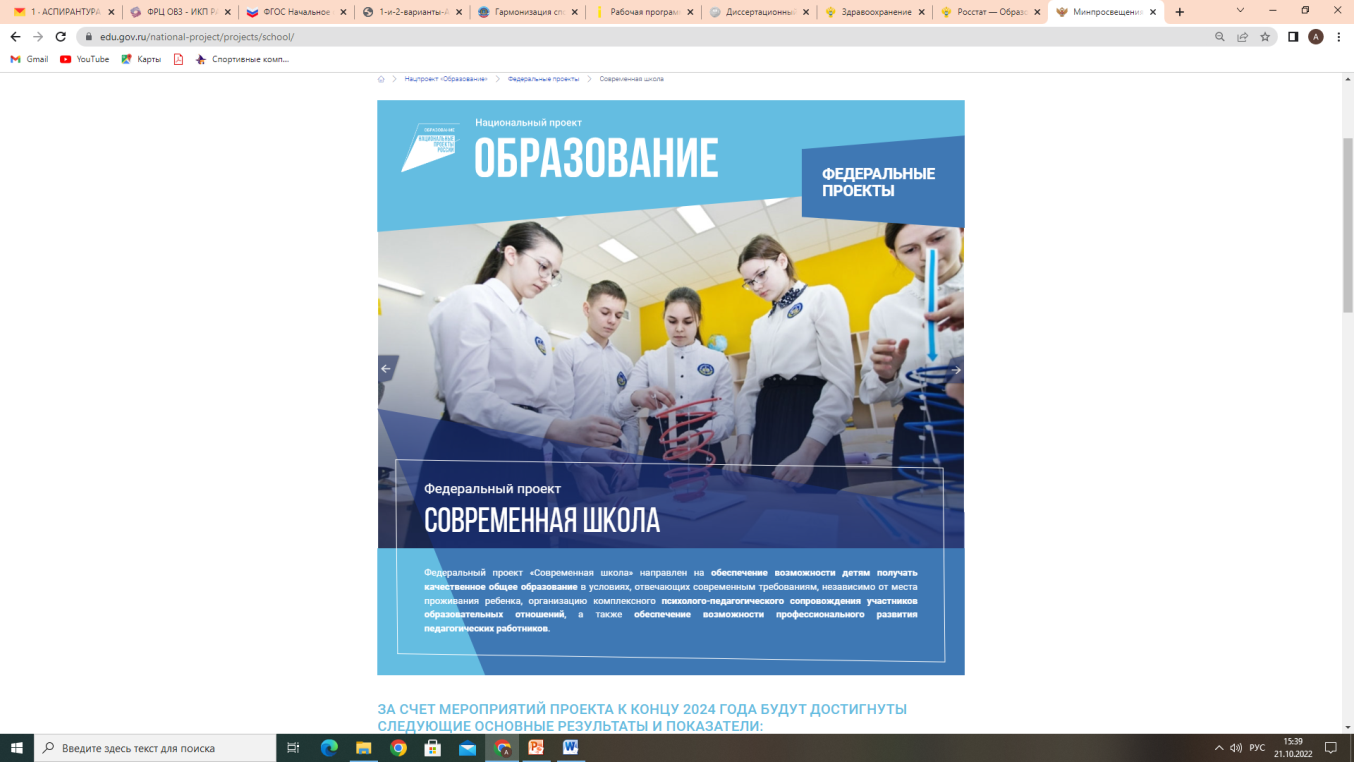 1 - АСПИРАНТУРА
ФРЦ ОВЗ – ИКП РА
ФГОС Начальное
1-и-2-варианты-А
Гармонизация спо
Рабочая програм
Диссертационный
Здравоохранение
Росстат — Образо
Минпросвещения
edu.gov.ru/national-project/projects/school/
A
Gmail
YouTube
Карты
Спортивные комп...
Нацпроект «Образование»
Федеральные проекты
Современная школа
ОБРАЗОВАНИЕ
НАЦИОНАЛЬНЫЕ
ПРОЕКТЫ
РОССИИ
Национальный проект
ОБРАЗОВАНИЕ
ФЕДЕРАЛЬНЫЕ
ПРОЕКТЫ
Федеральный проект
СОВРЕМЕННАЯ ШКОЛА
Федеральный проект «Современная школа» направлен на обеспечение возможности детям получать
качественное общее образование в условиях, отвечающих современным требованиям, независимо от места
проживания ребенка, организацию комплексного психолого-педагогического сопровождения участников
образовательных отношений, а также обеспечение возможности профессионального развития
педагогических работников.
ЗА СЧЕТ МЕРОПРИЯТИЙ ПРОЕКТА К КОНЦУ 2024 ГОДА БУДУТ ДОСТИГНУТЫ
СЛЕДУЮЩИЕ ОСНОВНЫЕ РЕЗУЛЬТАТЫ И ПОКАЗАТЕЛИ:
Введите здесь текст для поиска
РУС
15:39
21.10.2022